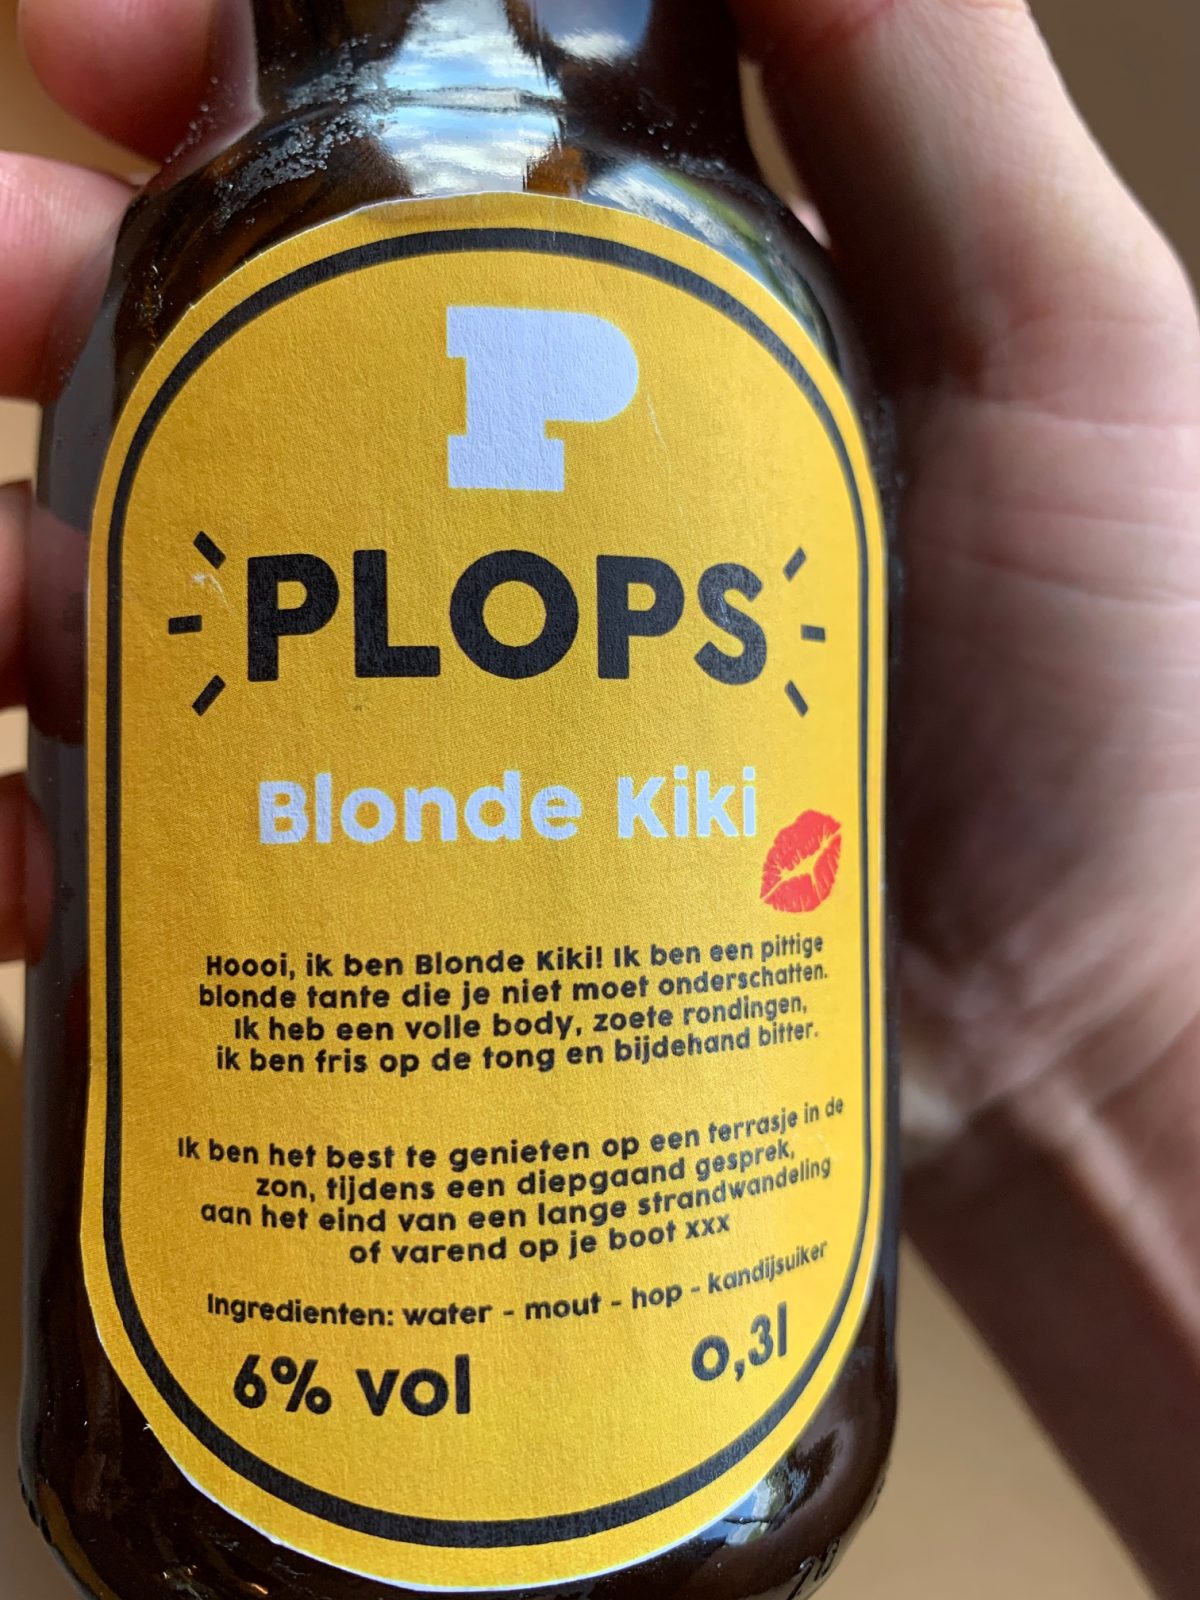 P
PLOPS
Blonde Kiki
Hoooi, ik ben Blonde Kiki! Ik ben een pittige
blonde tante die je niet moet onderschatten.
Ik heb een volle body, zoete rondingen,
ik ben fris op de tong en bijdehand bitter.
Ik ben het best te genieten op een terrasje in de
zon, tijdens een diepgaand gesprek,
aan het eind van een lange strandwandeling
of varend op je boot xxx
Ingredienten: water - mout - hop - kandijsuiker
6% vol
0,3l